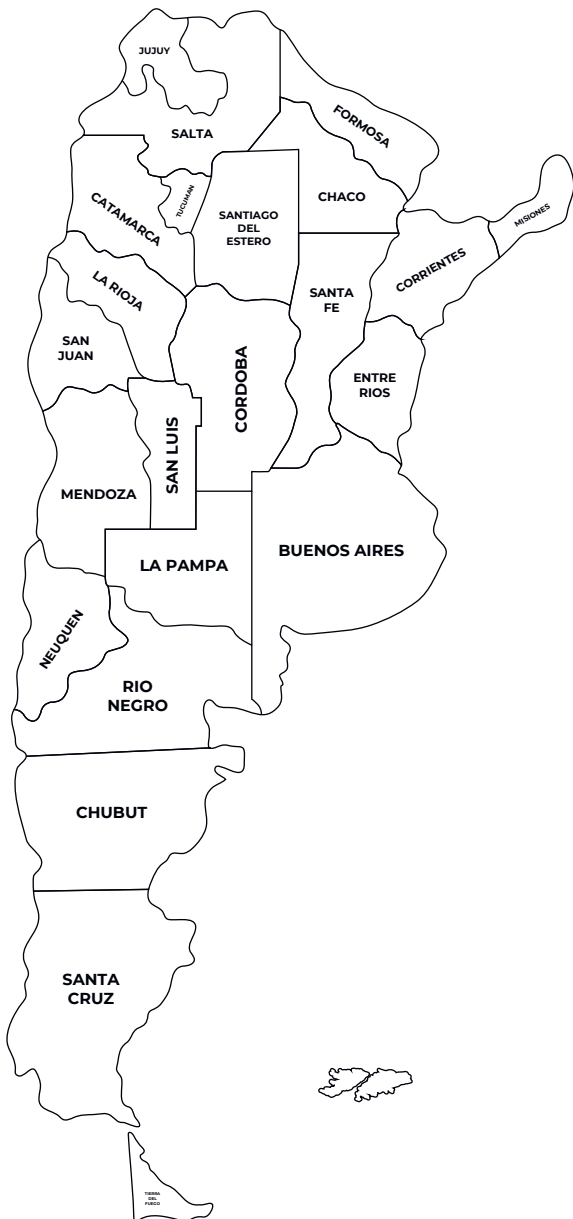 JUJUY
FORMOSA
SALTA
CHACO
TUCUMAN
MISIONES
CATAMARCA
SANTIAGO
DEL
ESTERO
CORRIENTES
LA RIOJA
SANTA
FE
SAN
JUAN
CORDOBA
ENTRE
RIOS
SAN LUIS
MENDOZA
BUENOS AIRES
LA PAMPA
NEUQUEN
RIO
NEGRO
CHUBUT
SANTA
CRUZ
TIERRA
DEL
FUEGO